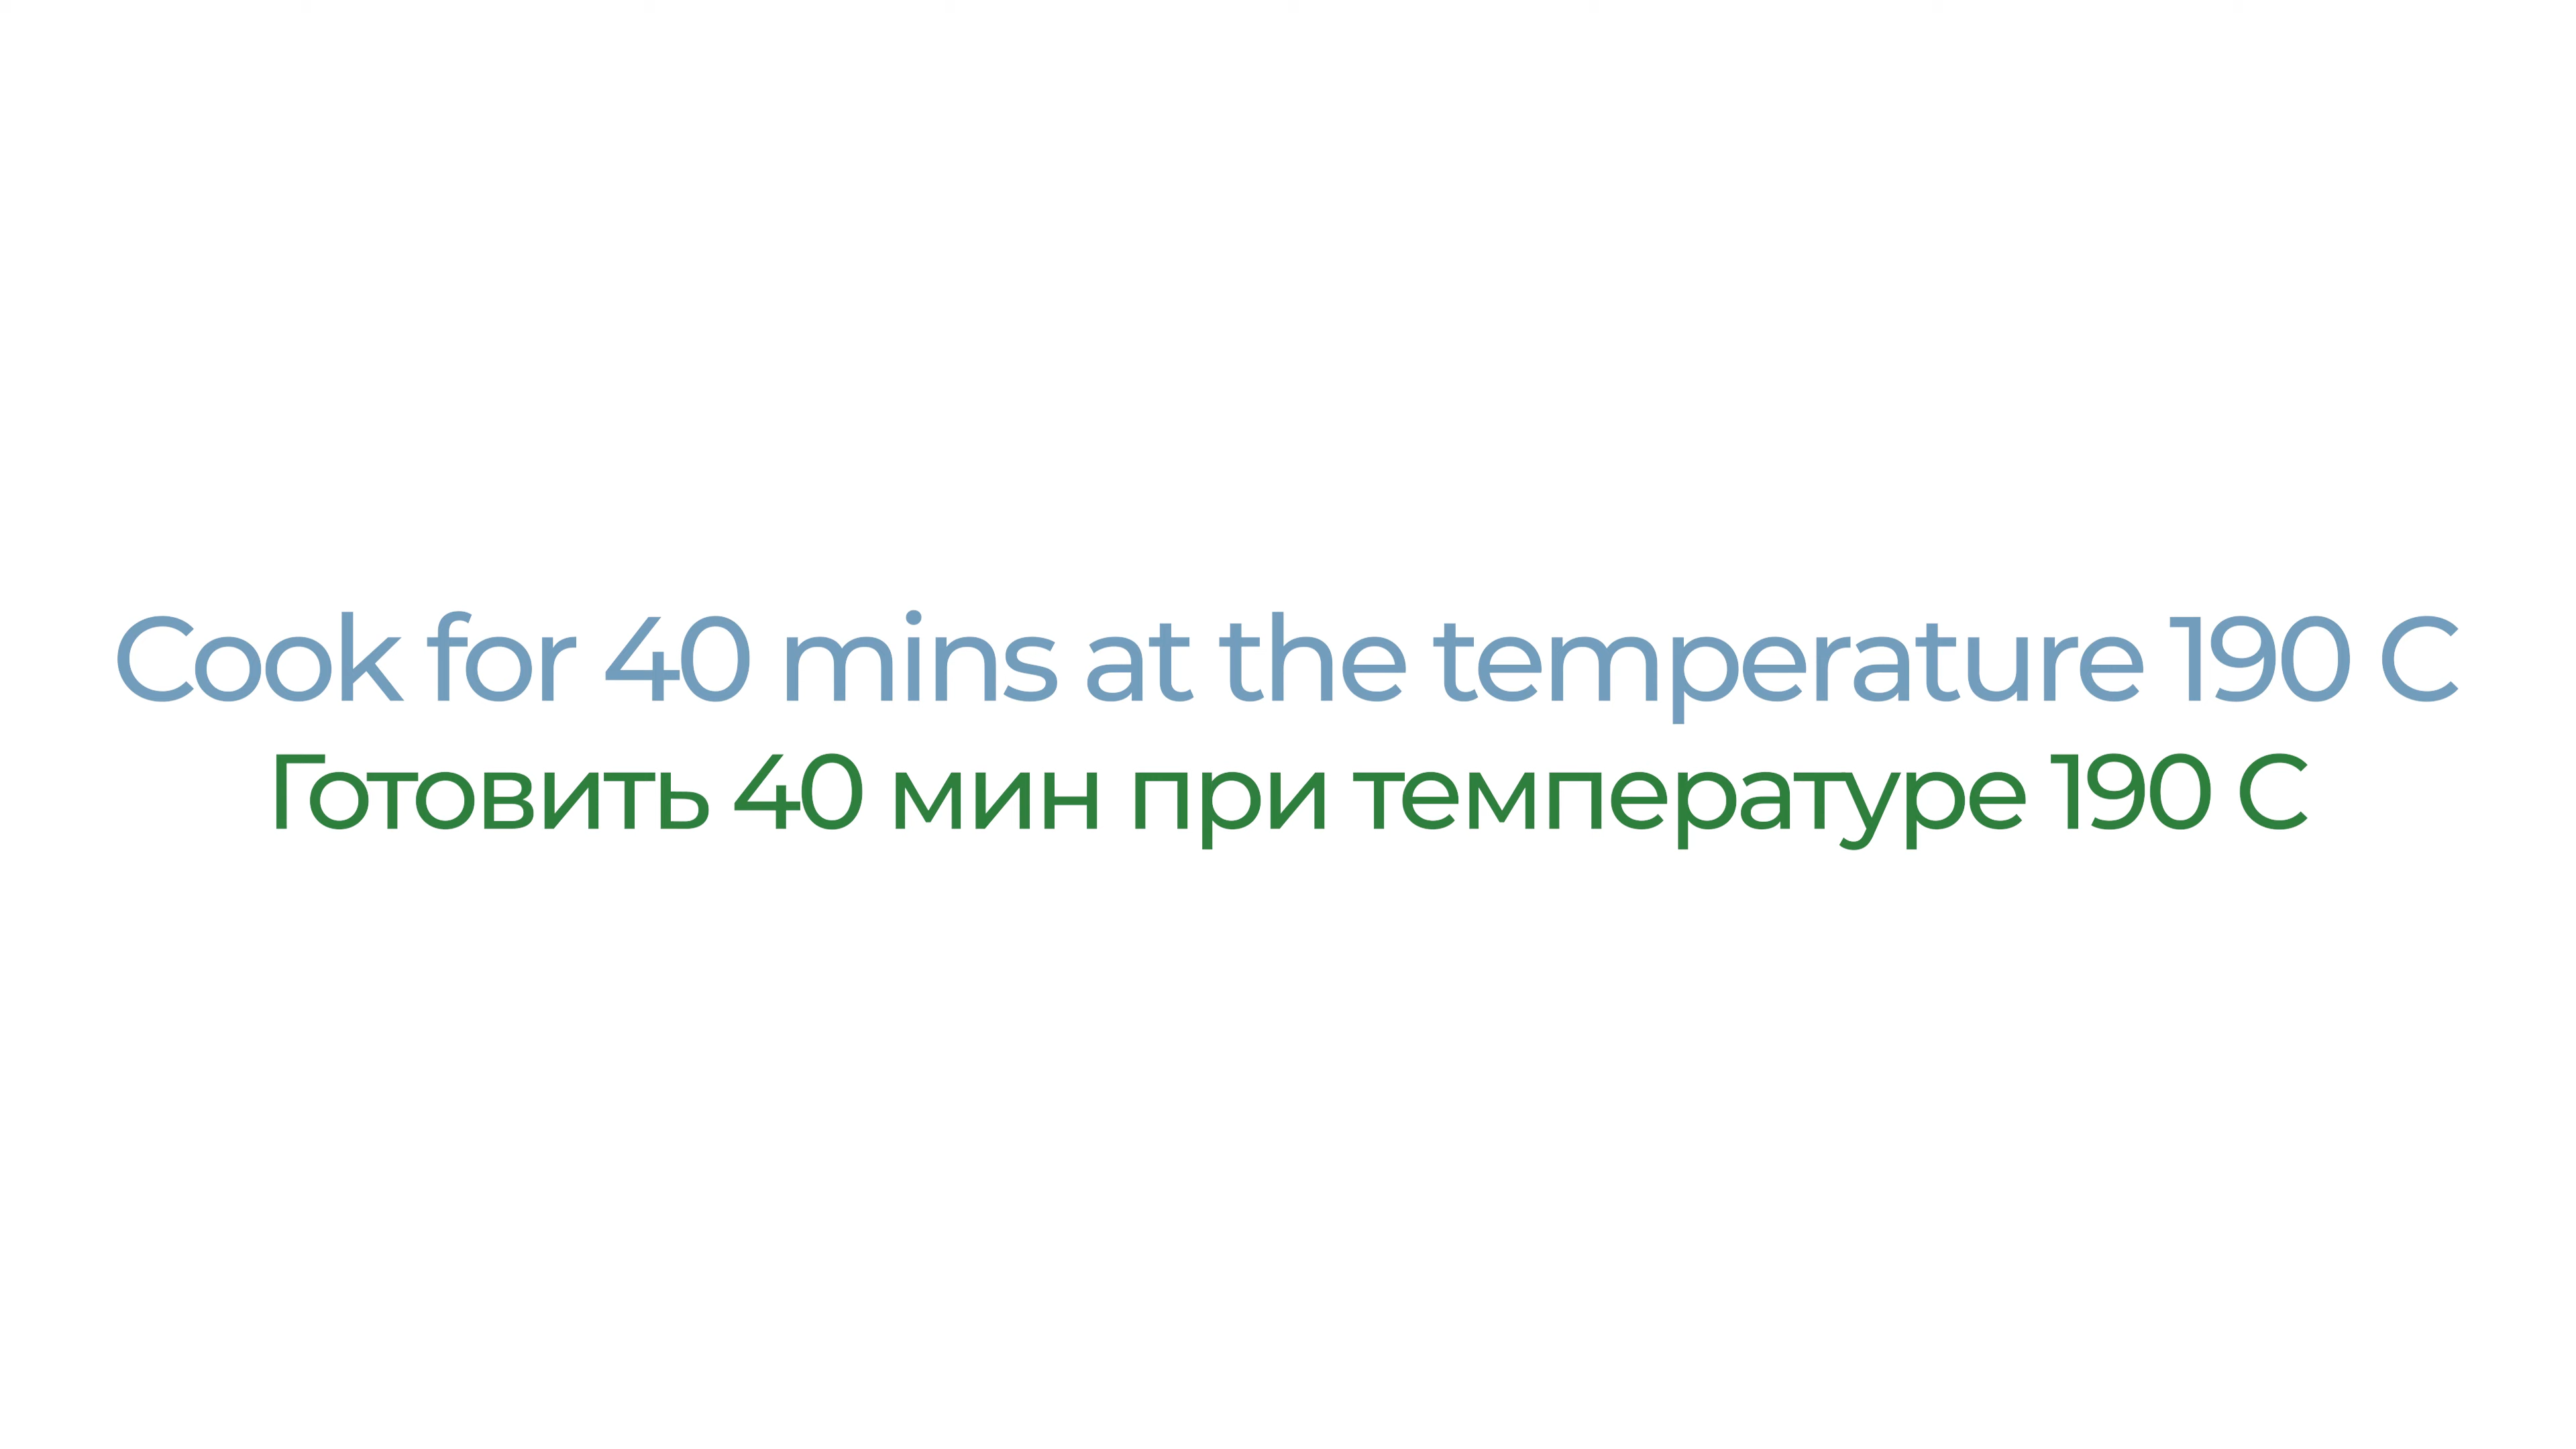 Cook for 40 mins at the temperature 190 C
Готовить 40 мин при температуре 190 С